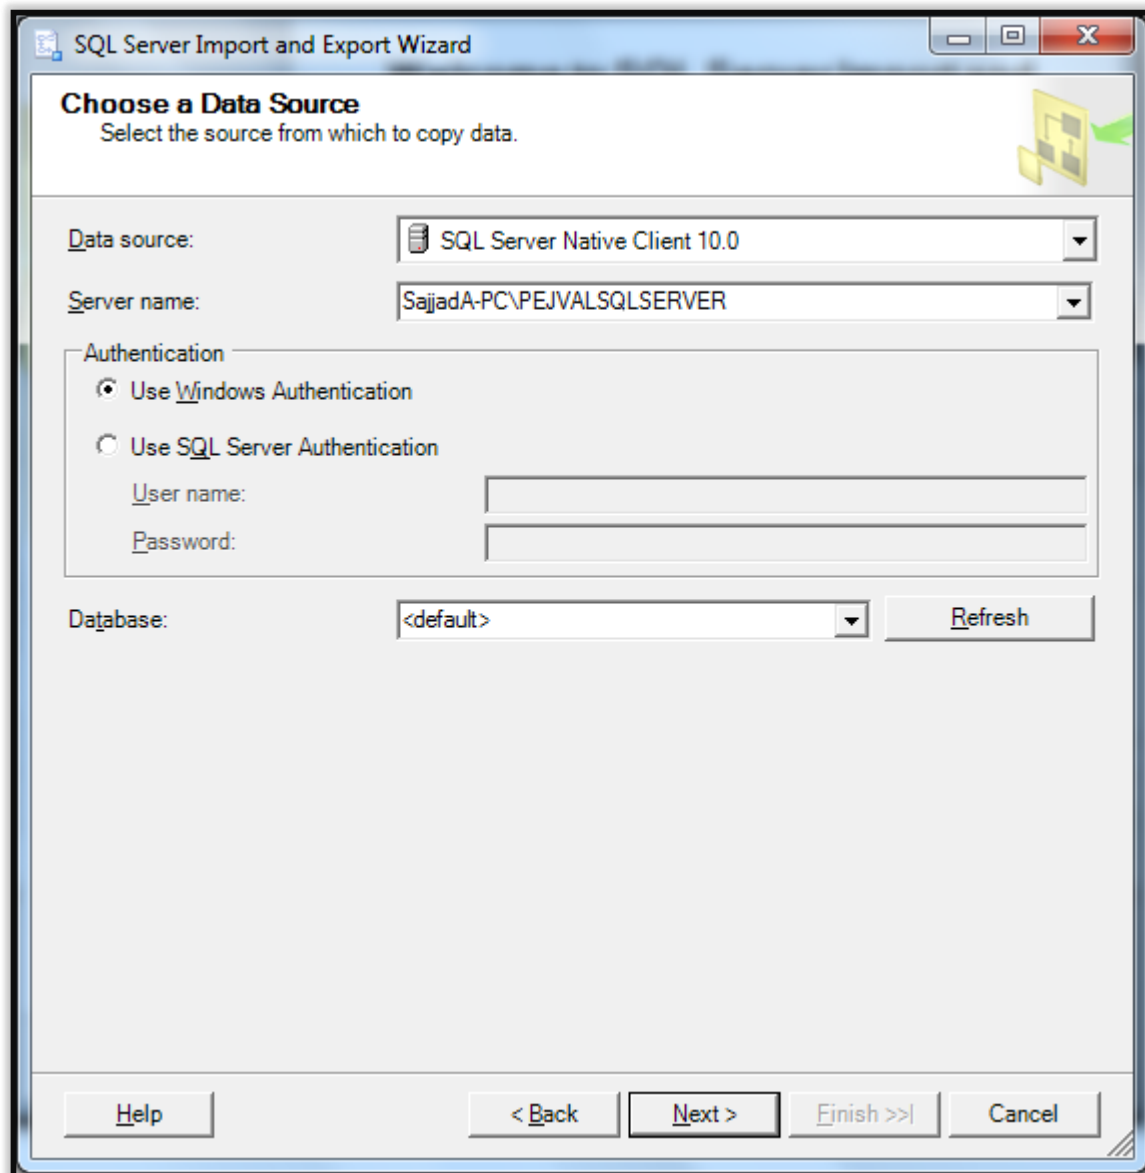 SQL Server Import and Export Wizard
Choose a Data Source
Select the source from which to copy data.
Data source:
SQL Server Native Client 10.0
Server name:
SajjadA-PC\PEJVALSQLSERVER
Authentication
Use Windows Authentication
Use SQL Server Authentication
User name:
Password:
Database:
<default>
Refresh
Help
< Back
Next >
Finish >>|
Cancel